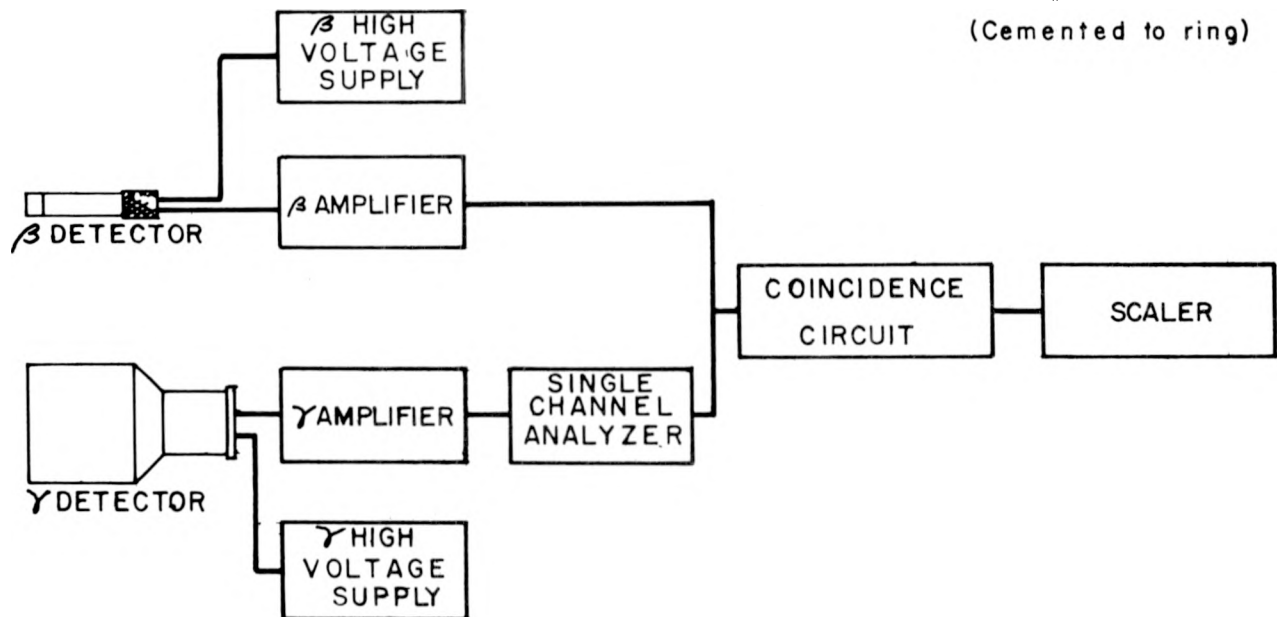 (Cemented to ring)
β HIGH
VOLTAGE
SUPPLY
β AMPLIFIER
β DETECTOR
COINCIDENCE
CIRCUIT
SCALER
γ AMPLIFIER
SINGLE
CHANNEL
ANALYZER
γ DETECTOR
γ HIGH
VOLTAGE
SUPPLY